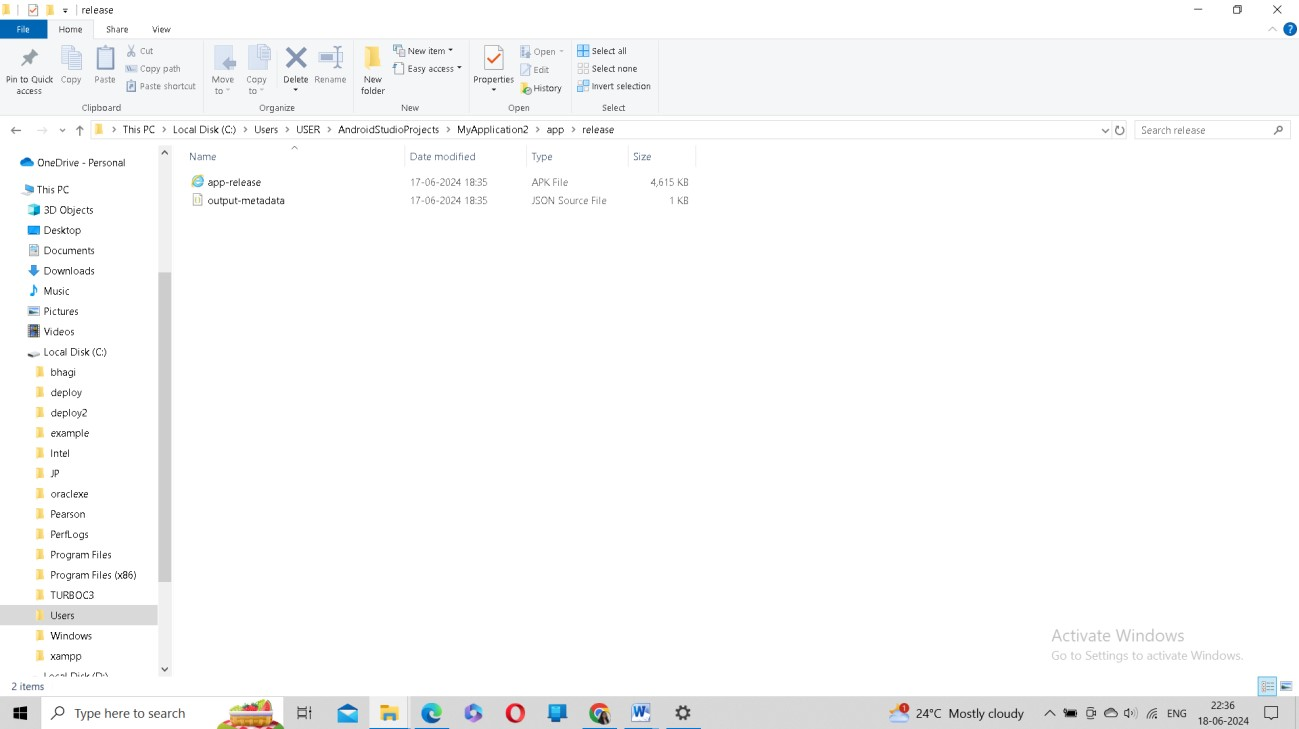 release
File Home Share View
Pin to Quick access
Copy
Paste
Cut
Copy path
Paste shortcut
Clipboard
Move to
Copy to
Delete
Rename
Organize
New folder
New item
Easy access
New
Properties
Open
Edit
History
Open
Select all
Select none
Invert selection
Select
This PC > Local Disk (C:) > Users > USER > AndroidStudioProjects > MyApplication2 > app > release
Search release
Name Date modified Type Size
app-release 17-06-2024 18:35 APK File 4,615 KB
output-metadata 17-06-2024 18:35 JSON Source File 1 KB
OneDrive - Personal
This PC
3D Objects
Desktop
Documents
Downloads
Music
Pictures
Videos
Local Disk (C:)
bhagi
deploy
deploy2
example
Intel
JP
oraclexe
Pearson
PerfLogs
Program Files
Program Files (x86)
TURBOC3
Users
Windows
xampp
Local Disk (D:)
Activate Windows
Go to Settings to activate Windows.
2 items
Type here to search
1
24°C Mostly cloudy
ENG
22:36
18-06-2024